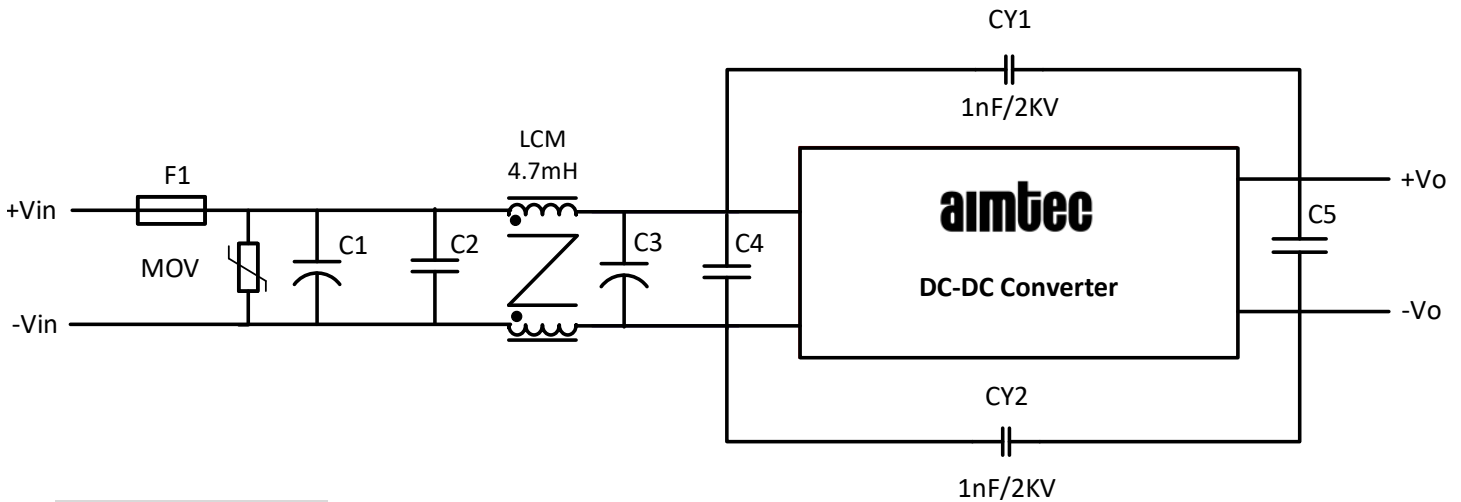 CY1
1nF/2KV
LCM
4.7mH
F1
+Vin
MOV
C1
C2
C3
C4
aimtec
DC-DC Converter
+Vo
C5
-Vin
-Vo
CY2
1nF/2KV